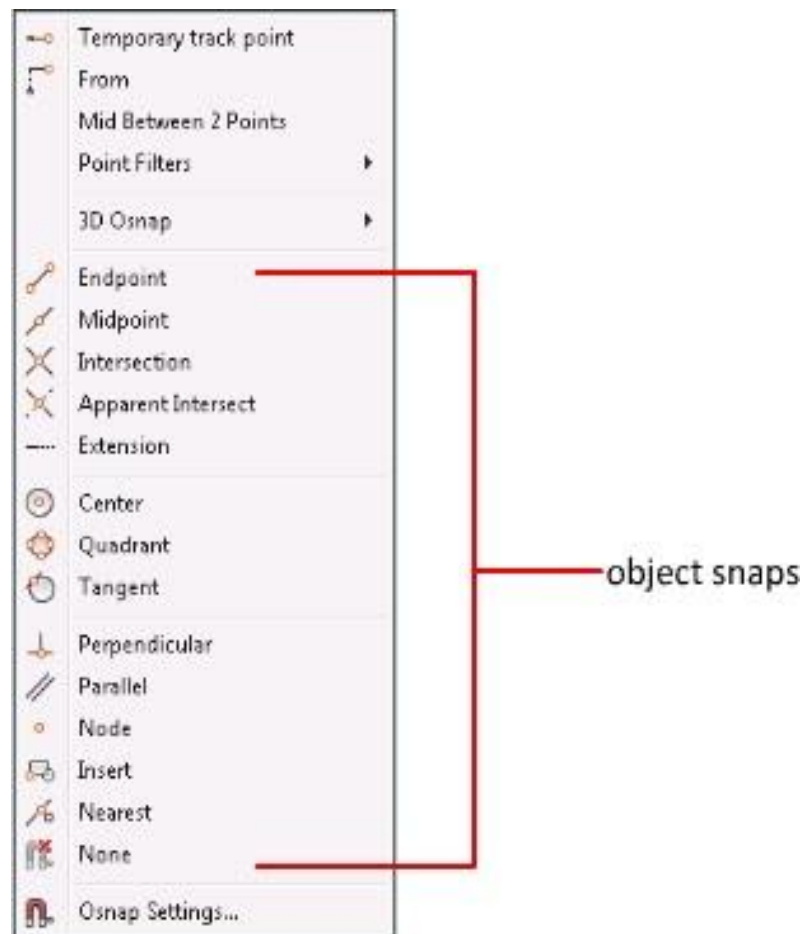 Temporary track point
From
Mid Between 2 Points
Point Filters
3D Osnap
Endpoint
Midpoint
Intersection
Apparent Intersect
Extension
Center
Quadrant
Tangent
Perpendicular
Parallel
Node
Insert
Nearest
None
Osnap Settings...
object snaps